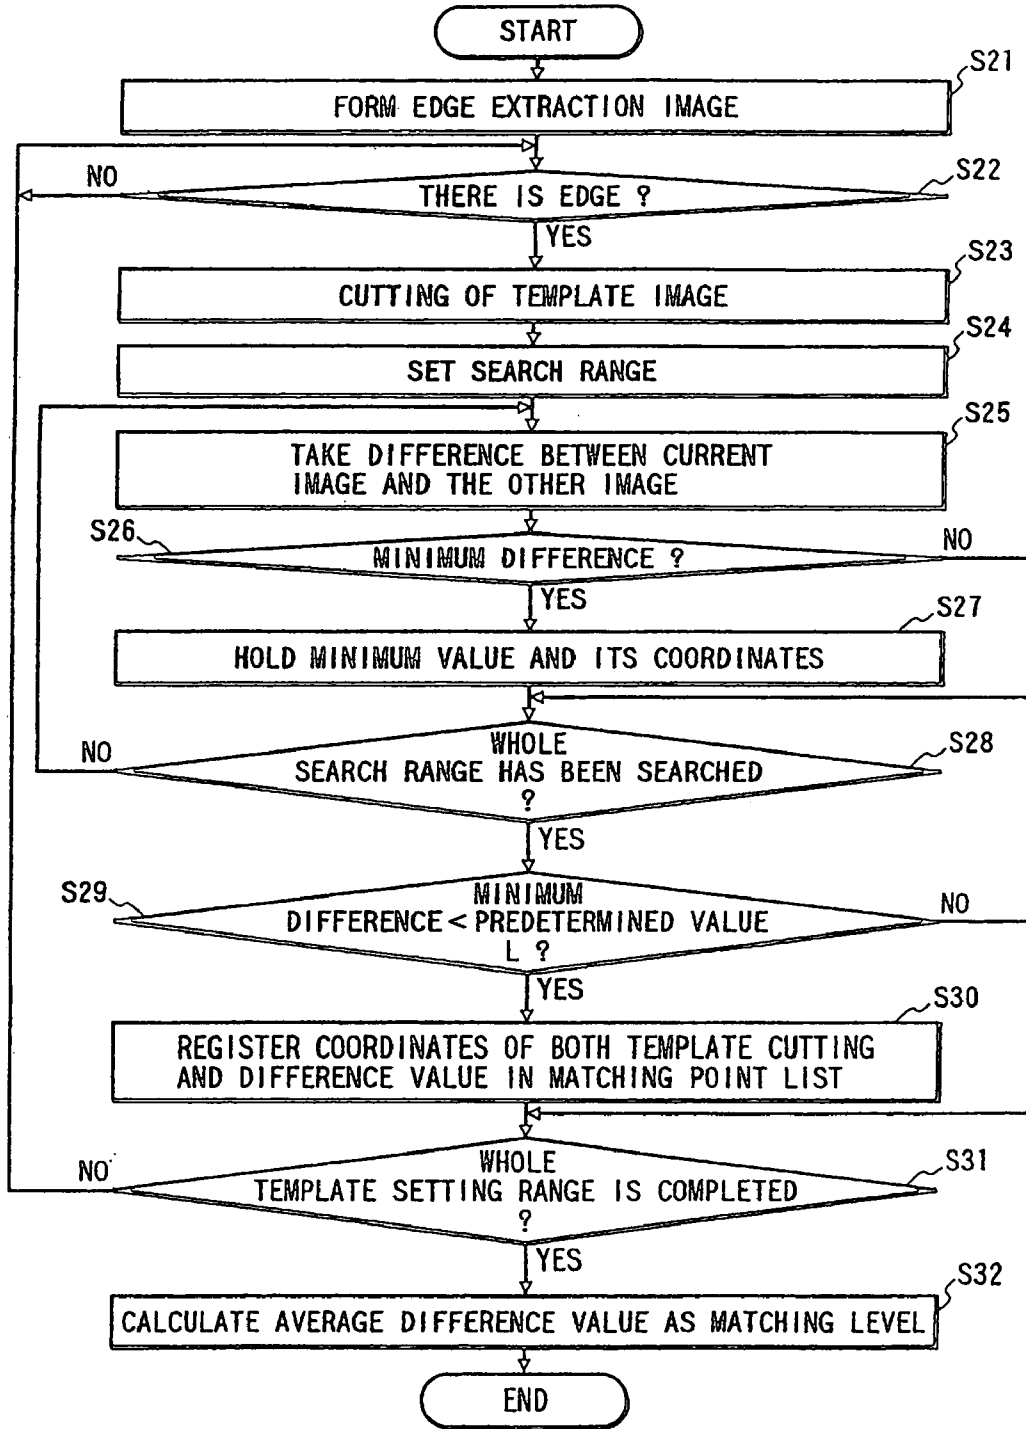 START
S21
FORM EDGE EXTRACTION IMAGE
NO
S22
THERE IS EDGE ?
YES
S23
CUTTING OF TEMPLATE IMAGE
S24
SET SEARCH RANGE
S25
TAKE DIFFERENCE BETWEEN CURRENT
IMAGE AND THE OTHER IMAGE
S26
NO
MINIMUM DIFFERENCE ?
YES
S27
HOLD MINIMUM VALUE AND ITS COORDINATES
NO
WHOLE
S28
SEARCH RANGE HAS BEEN SEARCHED
?
YES
S29
MINIMUM
NO
DIFFERENCE < PREDETERMINED VALUE
L ?
YES
S30
REGISTER COORDINATES OF BOTH TEMPLATE CUTTING
AND DIFFERENCE VALUE IN MATCHING POINT LIST
NO
WHOLE
S31
TEMPLATE SETTING RANGE IS COMPLETED
?
YES
S32
CALCULATE AVERAGE DIFFERENCE VALUE AS MATCHING LEVEL
END